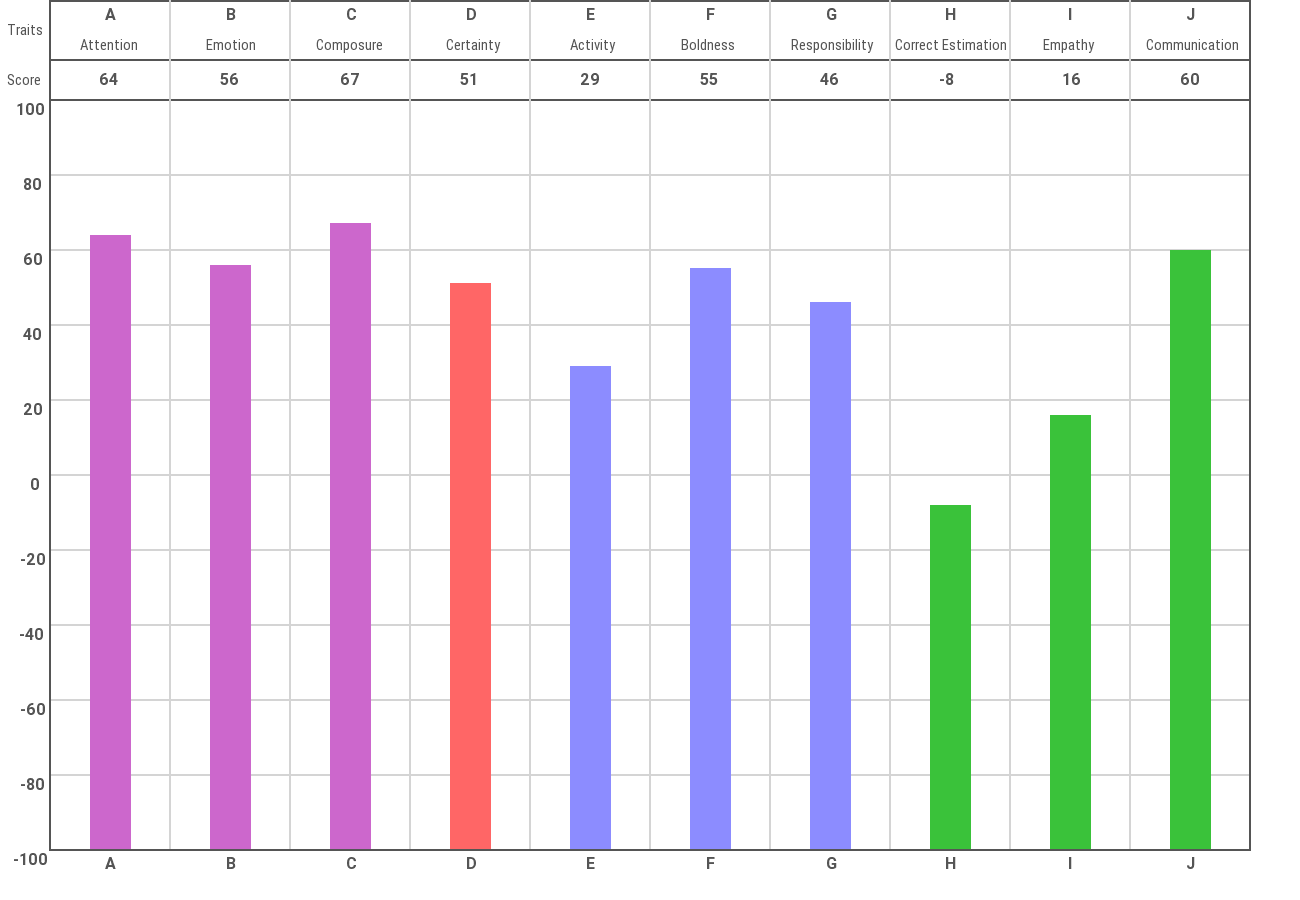 A B C D E F G H I J
Traits
Attention Emotion Composure Certainty Activity Boldness Responsibility Correct Estimation Empathy Communication
Score 64 56 67 51 29 55 46 -8 16 60
100
80
60
40
20
0
-20
-40
-60
-80
-100
A B C D E F G H I J